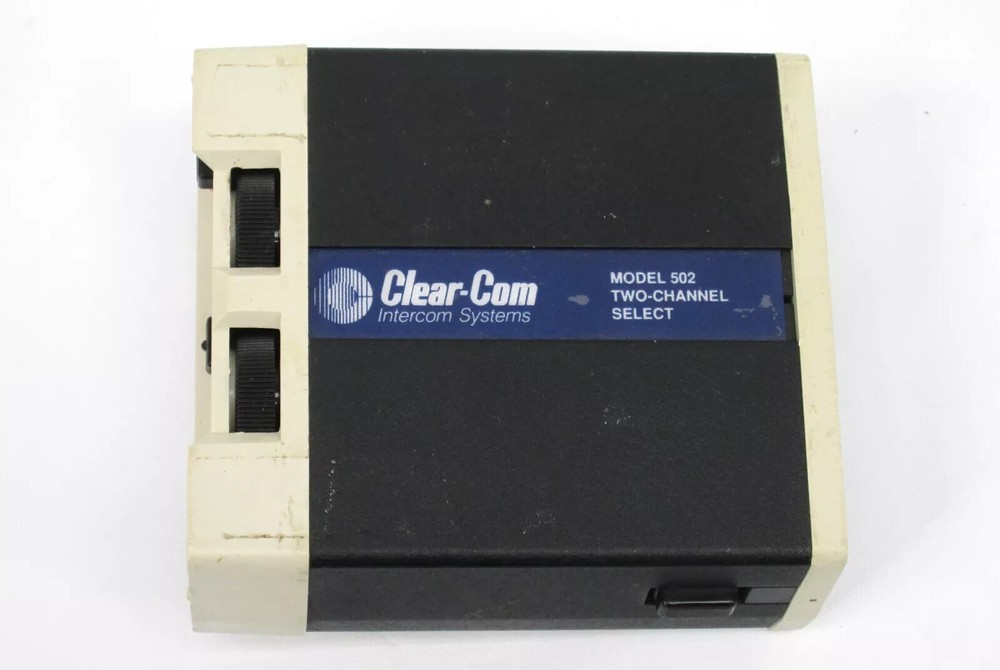 Clear-Com
Intercom Systems
MODEL 502
TWO-CHANNEL
SELECT